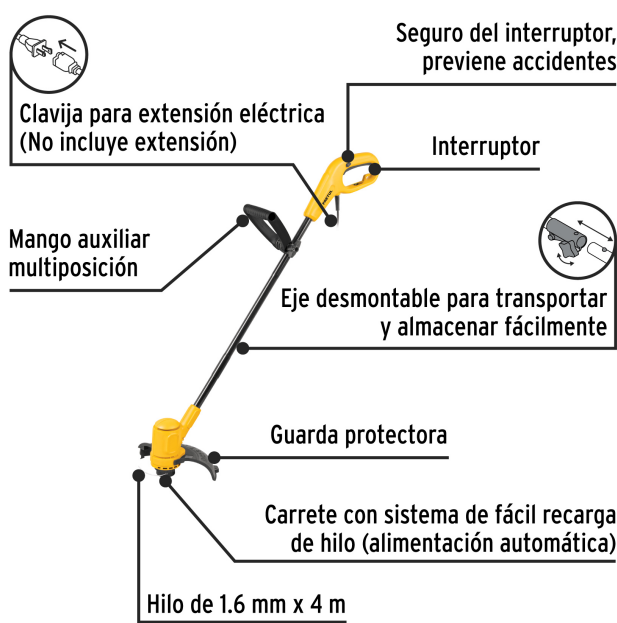 Seguro del interruptor,
previene accidentes
Clavija para extensión eléctrica
(No incluye extensión)
Interruptor
Mango auxiliar
multiposición
Eje desmontable para transportar
y almacenar fácilmente
Guarda protectora
Carrete con sistema de fácil recarga
de hilo (alimentación automática)
Hilo de 1.6 mm x 4 m